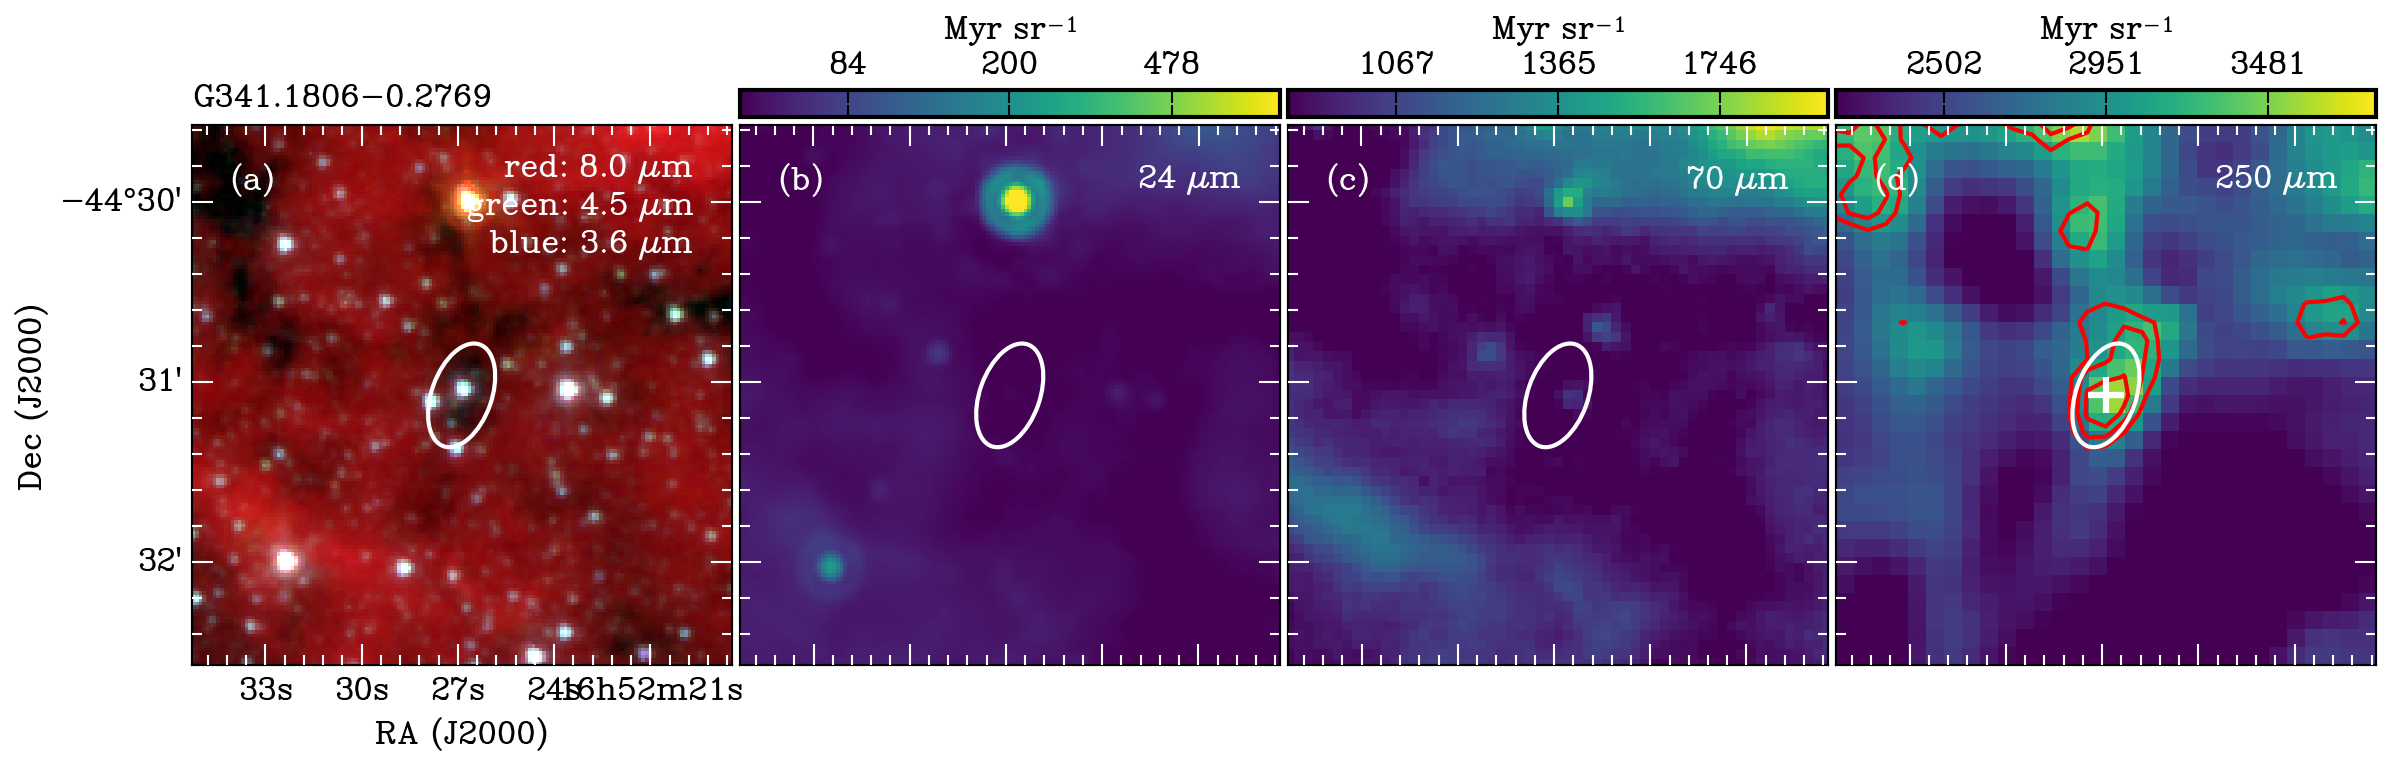 Myr sr⁻¹ Myr sr⁻¹ Myr sr⁻¹
84 200 478 1067 1365 1746 2502 2951 3481
G341.1806−0.2769
(a) red: 8.0 μm
green: 4.5 μm
blue: 3.6 μm
(b) 24 μm
(c) 70 μm
(d) 250 μm
−44°30'
31'
32'
Dec (J2000)
33s 30s 27s 24s 16h52m21s
RA (J2000)